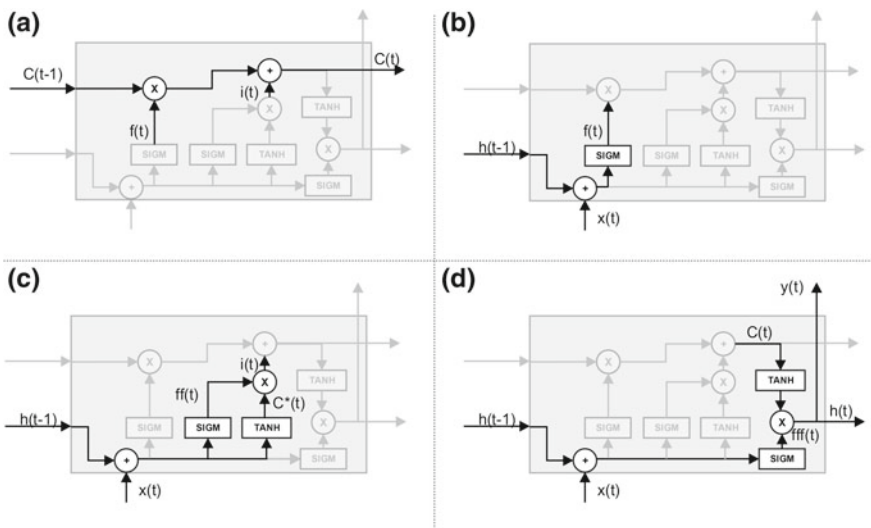 (a)
C(t-1)
X
+
C(t)
i(t)
X
TANH
f(t)
SIGM
SIGM
TANH
X
+
SIGM
(b)
X
+
X
TANH
f(t)
h(t-1)
SIGM
SIGM
TANH
X
+
SIGM
x(t)
(c)
X
+
i(t)
X
TANH
ff(t)
C*(t)
h(t-1)
SIGM
SIGM
TANH
X
+
SIGM
x(t)
(d)
y(t)
C(t)
X
+
X
TANH
h(t-1)
SIGM
SIGM
TANH
X
h(t)
fff(t)
+
SIGM
x(t)